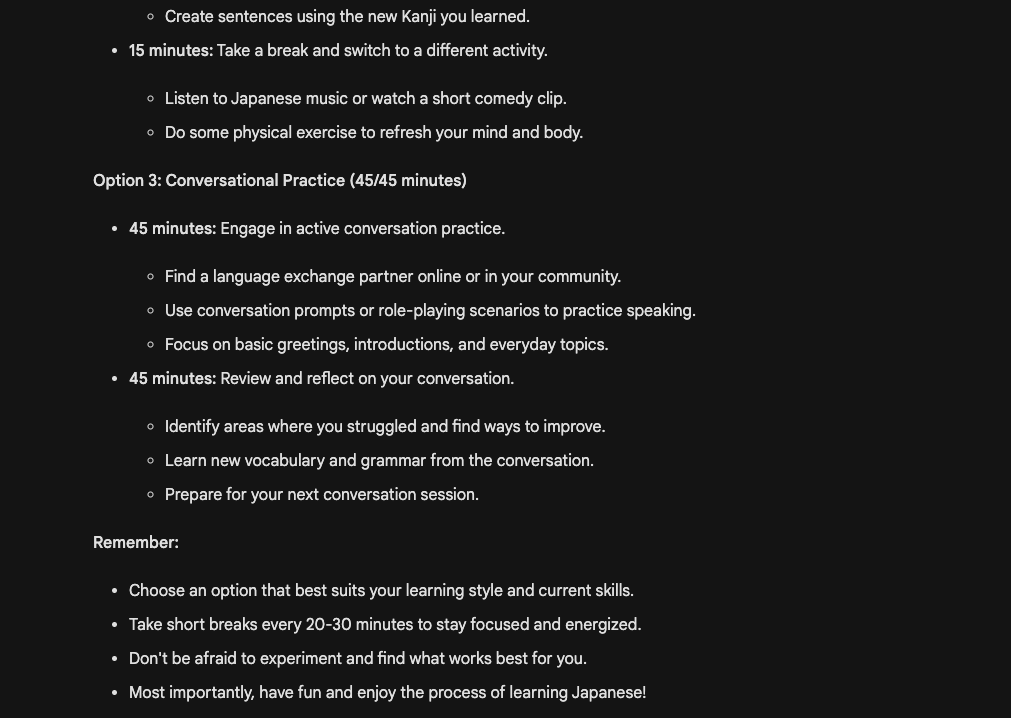 Create sentences using the new Kanji you learned.
15 minutes: Take a break and switch to a different activity.
Listen to Japanese music or watch a short comedy clip.
Do some physical exercise to refresh your mind and body.
Option 3: Conversational Practice (45/45 minutes)
45 minutes: Engage in active conversation practice.
Find a language exchange partner online or in your community.
Use conversation prompts or role-playing scenarios to practice speaking.
Focus on basic greetings, introductions, and everyday topics.
45 minutes: Review and reflect on your conversation.
Identify areas where you struggled and find ways to improve.
Learn new vocabulary and grammar from the conversation.
Prepare for your next conversation session.
Remember:
Choose an option that best suits your learning style and current skills.
Take short breaks every 20-30 minutes to stay focused and energized.
Don't be afraid to experiment and find what works best for you.
Most importantly, have fun and enjoy the process of learning Japanese!